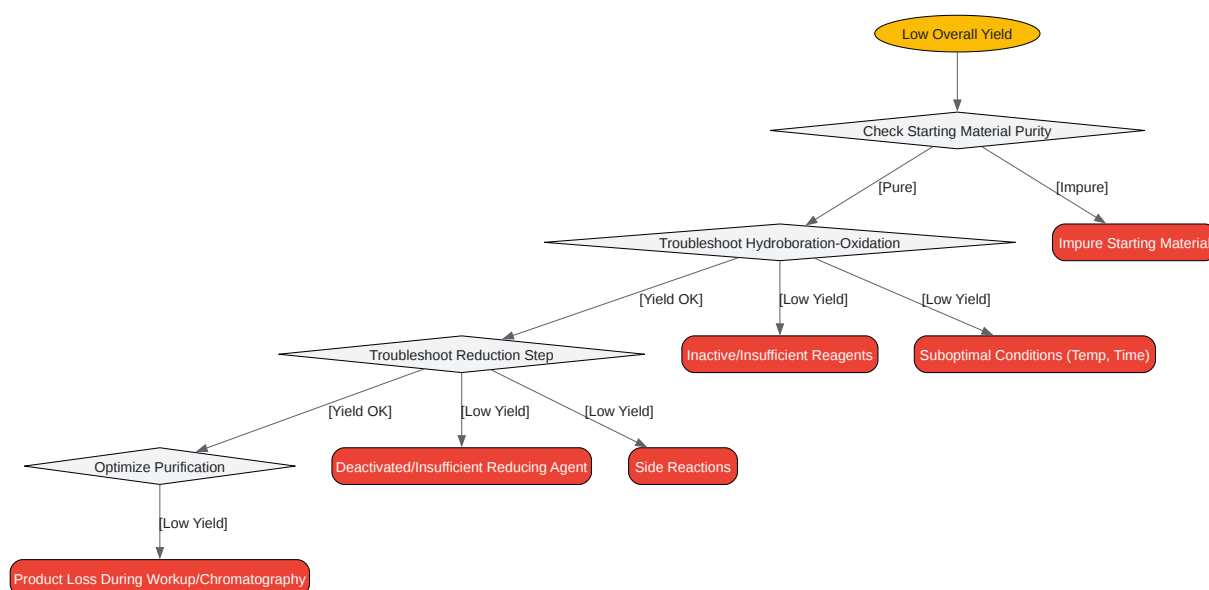 Low Overall Yield
Check Starting Material Purity
[Pure]
[Impure]
Troubleshoot Hydroboration-Oxidation
Impure Starting Material
[Yield OK]
[Low Yield]
[Low Yield]
Troubleshoot Reduction Step
Inactive/Insufficient Reagents
Suboptimal Conditions (Temp, Time)
[Yield OK]
[Low Yield]
[Low Yield]
Optimize Purification
Deactivated/Insufficient Reducing Agent
Side Reactions
[Low Yield]
Product Loss During Workup/Chromatography